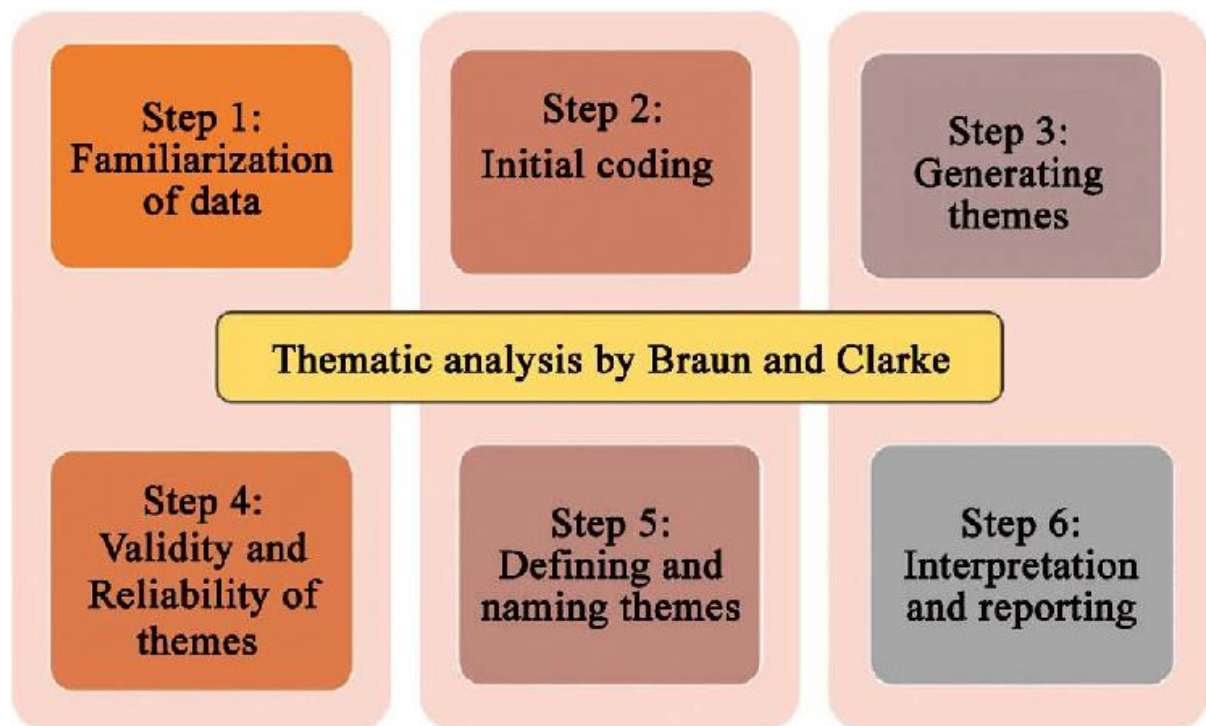 Step 1:
Familiarization
of data
Step 2:
Initial coding
Step 3:
Generating
themes
Thematic analysis by Braun and Clarke
Step 4:
Validity and
Reliability of
themes
Step 5:
Defining and
naming themes
Step 6:
Interpretation
and reporting